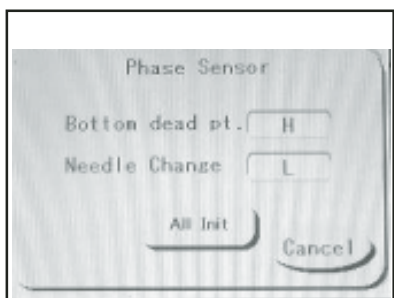 Phase Sensor
Bottom dead pt. H
Needle Change L
All Init
Cancel